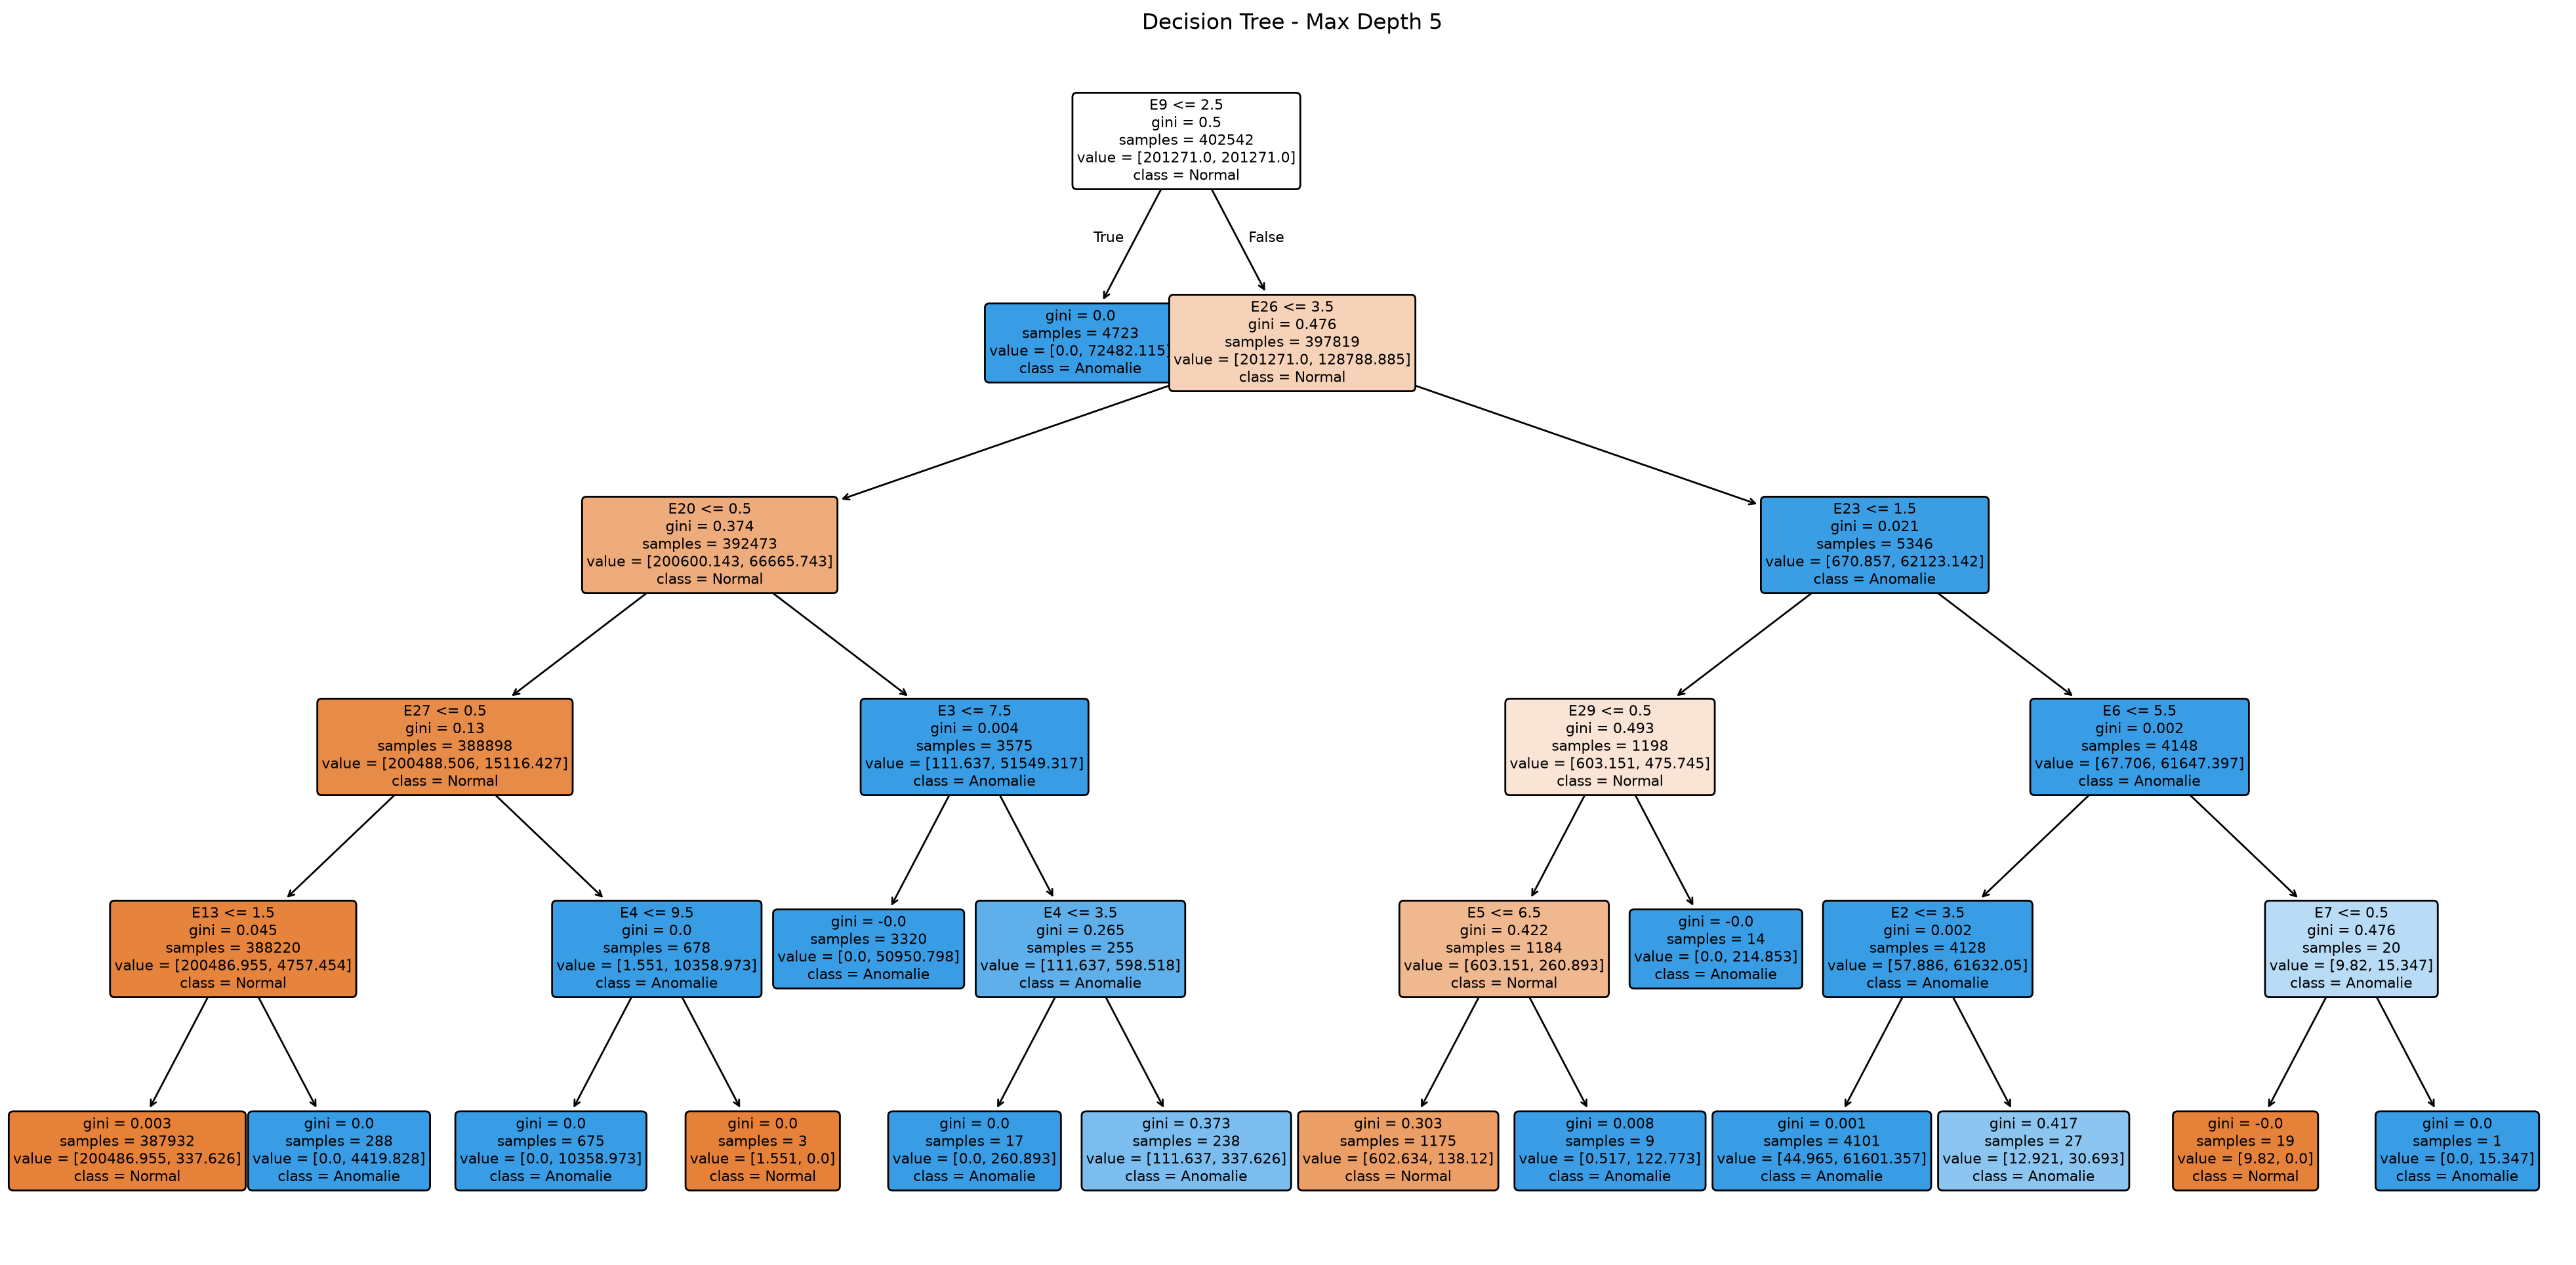 Decision Tree - Max Depth 5
E9 <= 2.5
gini = 0.5
samples = 402542
value = [201271.0, 201271.0]
class = Normal
True
False
gini = 0.0
samples = 4723
value = [0.0, 72482.115]
class = Anomalie
E26 <= 3.5
gini = 0.476
samples = 397819
value = [201271.0, 128788.885]
class = Normal
E20 <= 0.5
gini = 0.374
samples = 392473
value = [200600.143, 66665.743]
class = Normal
E23 <= 1.5
gini = 0.021
samples = 5346
value = [670.857, 62123.142]
class = Anomalie
E27 <= 0.5
gini = 0.13
samples = 388898
value = [200488.506, 15116.427]
class = Normal
E3 <= 7.5
gini = 0.004
samples = 3575
value = [111.637, 51549.317]
class = Anomalie
E29 <= 0.5
gini = 0.493
samples = 1198
value = [603.151, 475.745]
class = Normal
E6 <= 5.5
gini = 0.002
samples = 4148
value = [67.706, 61647.397]
class = Anomalie
E13 <= 1.5
gini = 0.045
samples = 388220
value = [200486.955, 4757.454]
class = Normal
E4 <= 9.5
gini = 0.0
samples = 678
value = [1.551, 10358.973]
class = Anomalie
gini = -0.0
samples = 3320
value = [0.0, 50950.798]
class = Anomalie
E4 <= 3.5
gini = 0.265
samples = 255
value = [111.637, 598.518]
class = Anomalie
E5 <= 6.5
gini = 0.422
samples = 1184
value = [603.151, 260.893]
class = Normal
gini = -0.0
samples = 14
value = [0.0, 214.853]
class = Anomalie
E2 <= 3.5
gini = 0.002
samples = 4128
value = [57.886, 61632.05]
class = Anomalie
E7 <= 0.5
gini = 0.476
samples = 20
value = [9.82, 15.347]
class = Anomalie
gini = 0.003
samples = 387932
value = [200486.955, 337.626]
class = Normal
gini = 0.0
samples = 288
value = [0.0, 4419.828]
class = Anomalie
gini = 0.0
samples = 675
value = [0.0, 10358.973]
class = Anomalie
gini = 0.0
samples = 3
value = [1.551, 0.0]
class = Normal
gini = 0.0
samples = 17
value = [0.0, 260.893]
class = Anomalie
gini = 0.373
samples = 238
value = [111.637, 337.626]
class = Anomalie
gini = 0.303
samples = 1175
value = [602.634, 138.12]
class = Normal
gini = 0.008
samples = 9
value = [0.517, 122.773]
class = Anomalie
gini = 0.001
samples = 4101
value = [44.965, 61601.357]
class = Anomalie
gini = 0.417
samples = 27
value = [12.921, 30.693]
class = Anomalie
gini = -0.0
samples = 19
value = [9.82, 0.0]
class = Normal
gini = 0.0
samples = 1
value = [0.0, 15.347]
class = Anomalie